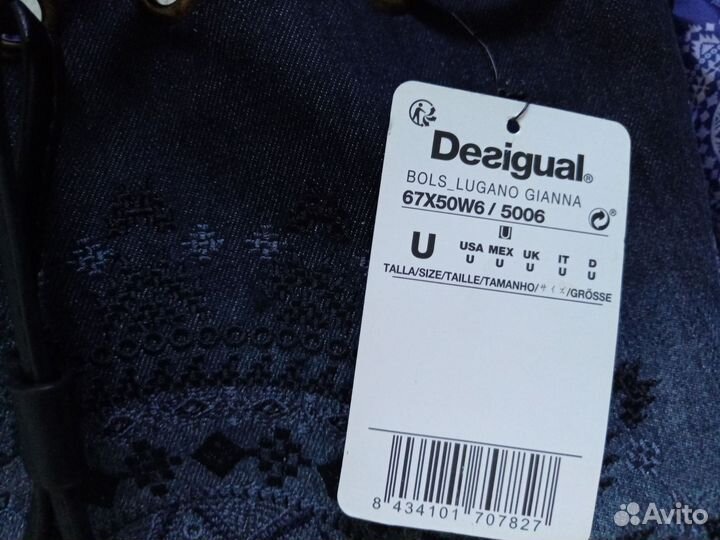 Desigual®
BOLS_LUGANO GIANNA
67X50W6 / 5006
U
U USA MEX UK IT D
U U U U U
TALLA/SIZE/TAILLE/TAMANHO/サイズ/GRÖSSE
8 434101 707827
Avito